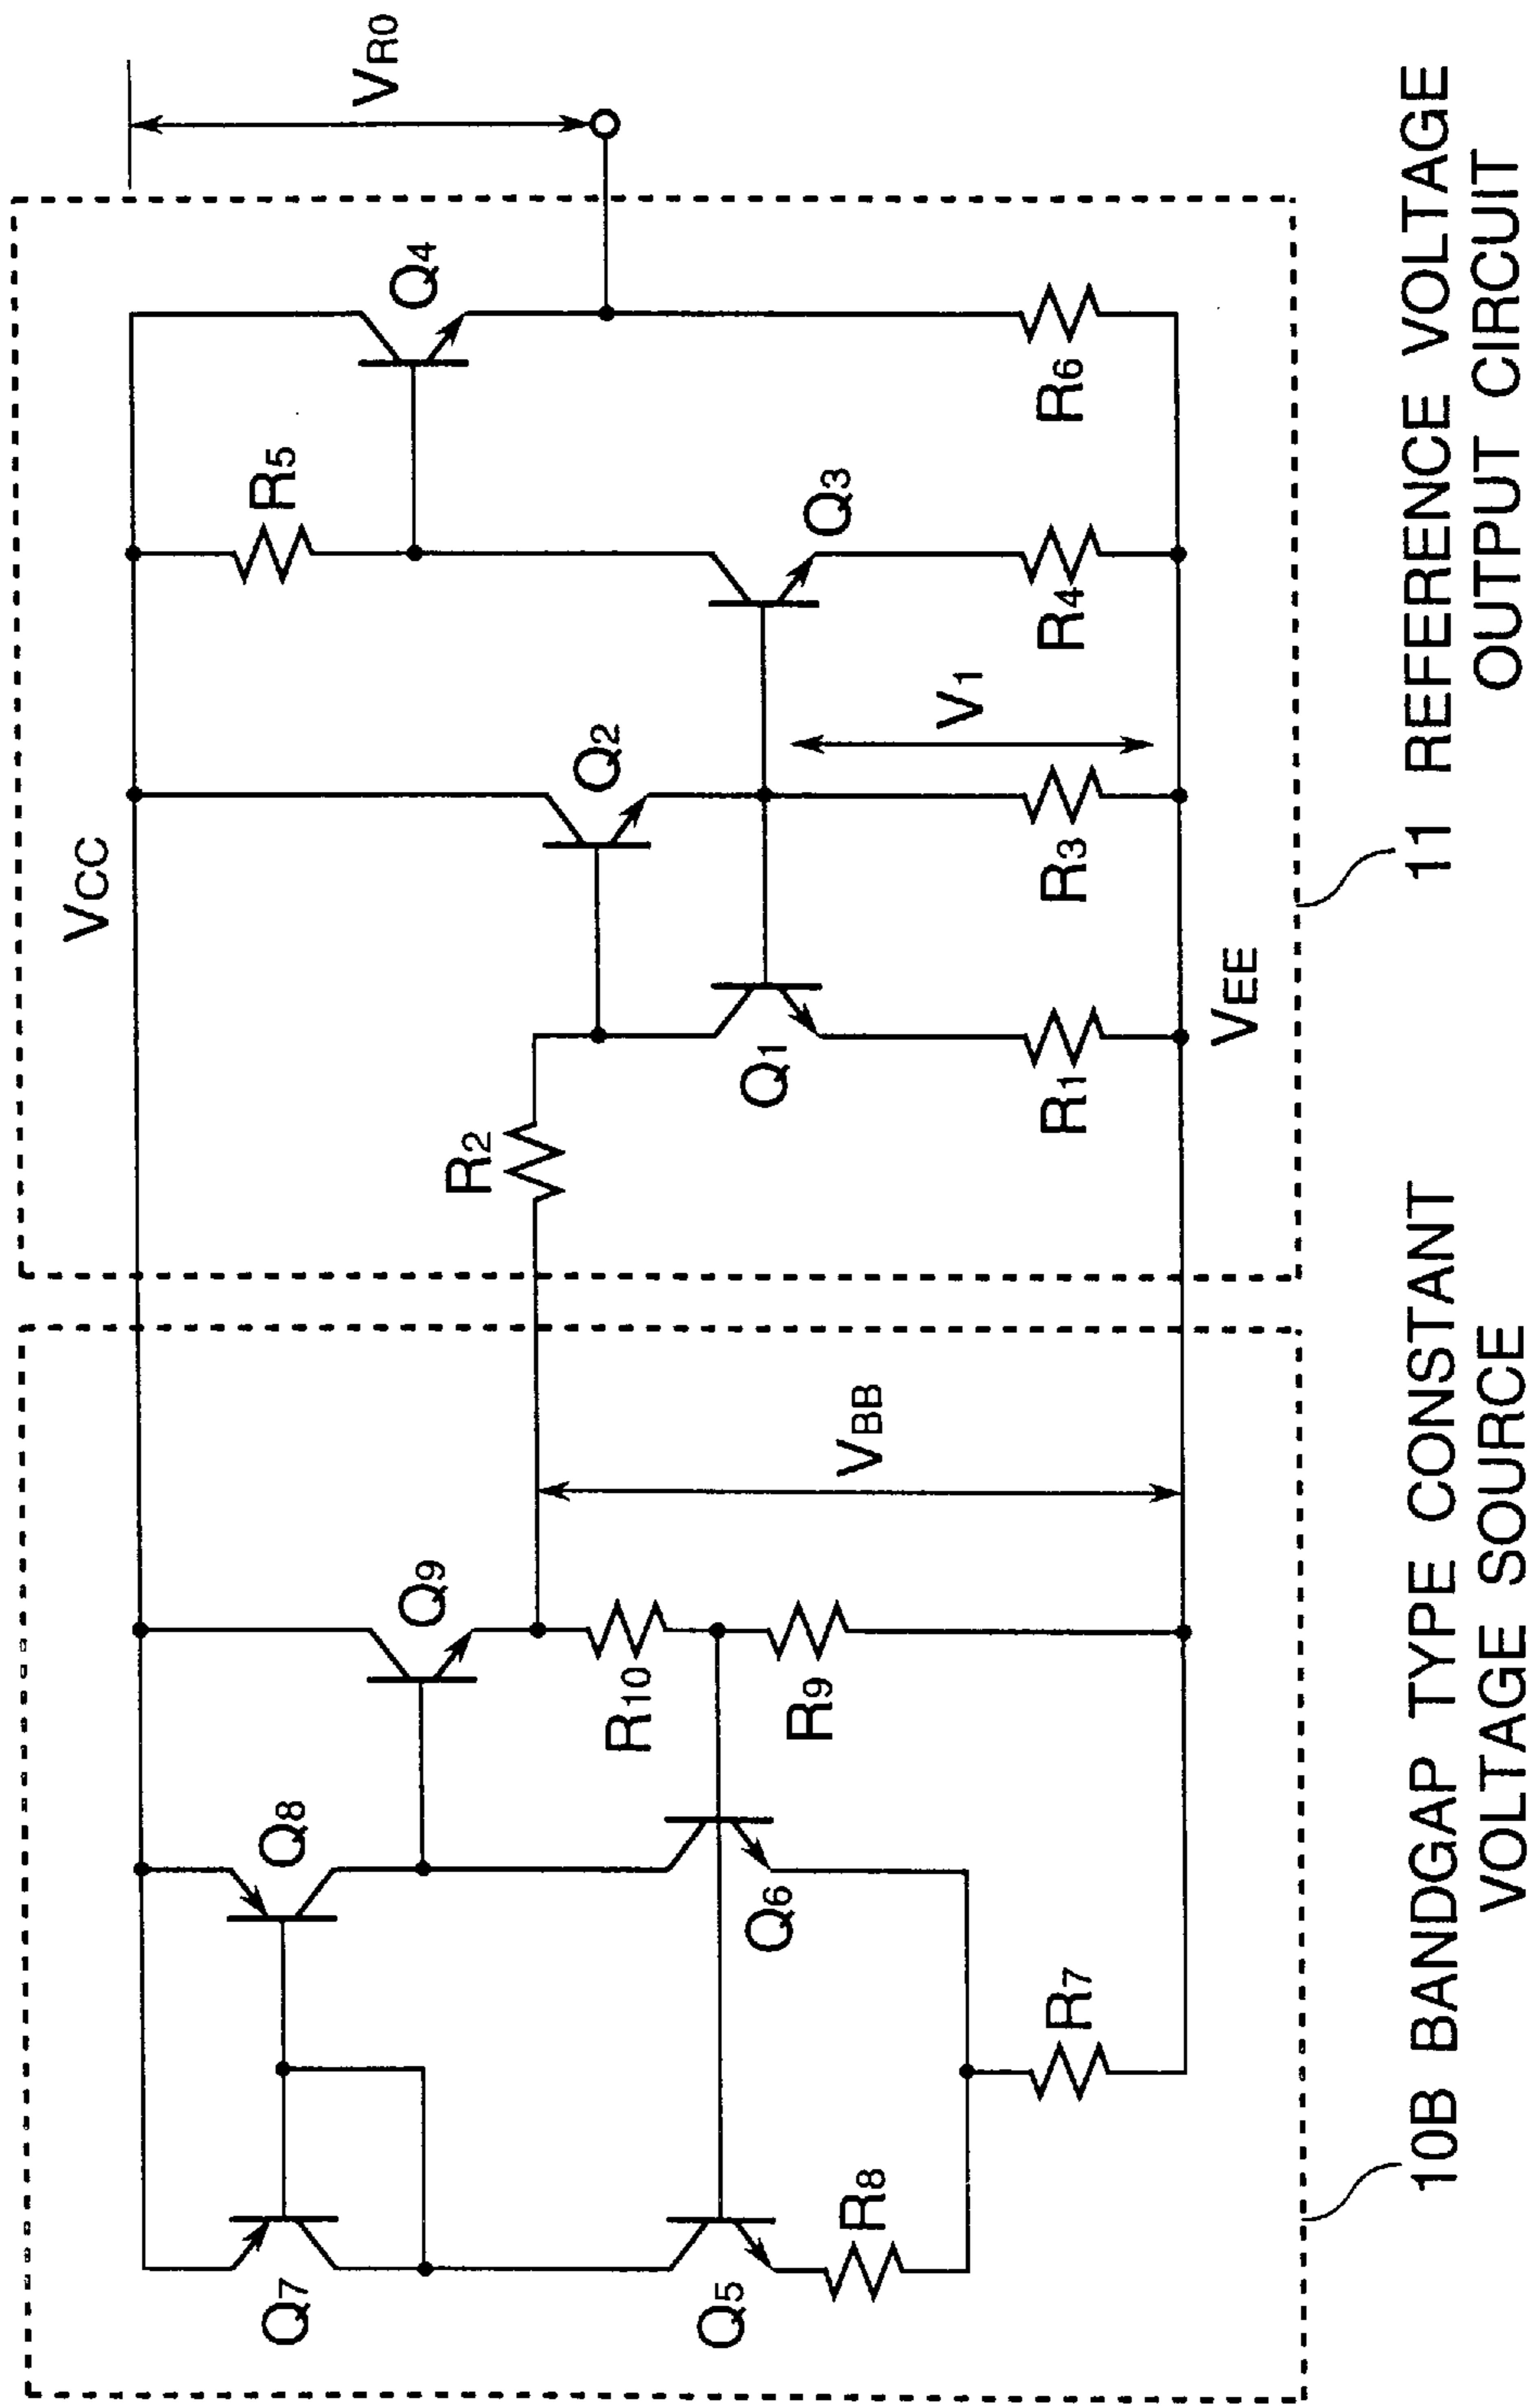 VCC
VR0
Q7
Q8
Q9
R2
Q2
R5
Q4
R10
VBB
Q5
Q6
R9
Q1
V1
Q3
R8
R7
R1
R3
R4
R6
VEE
10B BANDGAP TYPE CONSTANT
VOLTAGE SOURCE
11 REFERENCE VOLTAGE
OUTPUT CIRCUIT